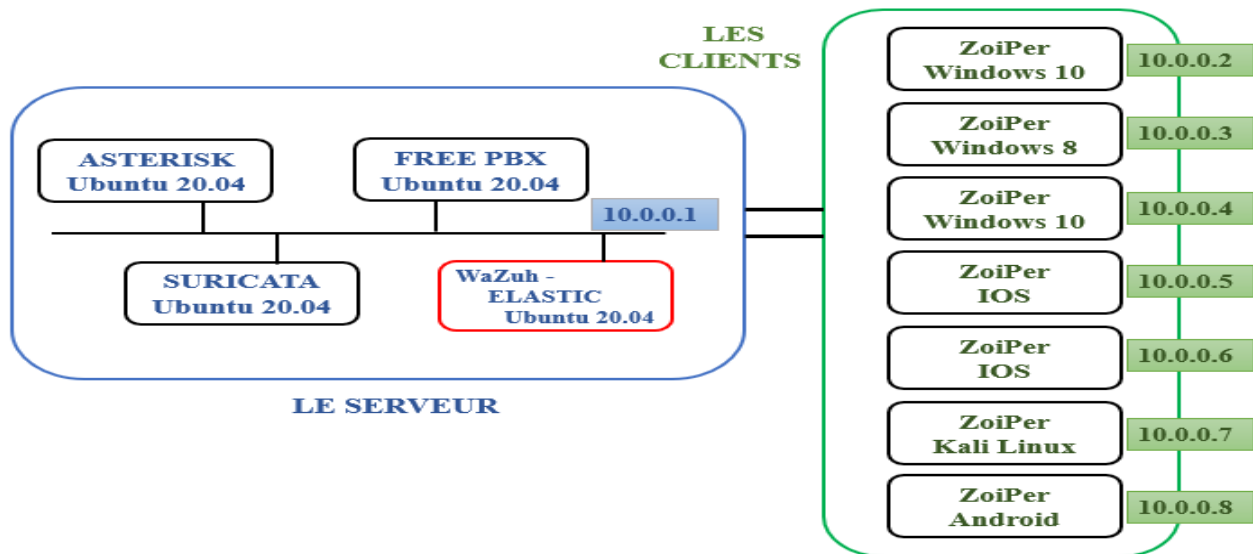 LES
CLIENTS
ASTERISK
Ubuntu 20.04
FREE PBX
Ubuntu 20.04
10.0.0.1
SURICATA
Ubuntu 20.04
WaZuh -
ELASTIC
Ubuntu 20.04
LE SERVEUR
ZoiPer
Windows 10
10.0.0.2
ZoiPer
Windows 8
10.0.0.3
ZoiPer
Windows 10
10.0.0.4
ZoiPer
IOS
10.0.0.5
ZoiPer
IOS
10.0.0.6
ZoiPer
Kali Linux
10.0.0.7
ZoiPer
Android
10.0.0.8